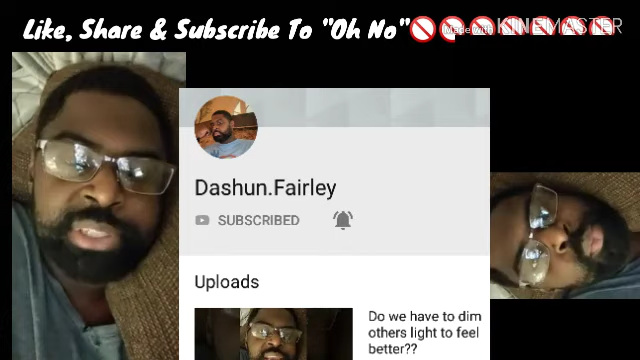 Like, Share & Subscribe To "Oh No"
Made with KINEMASTER
Dashun.Fairley
SUBSCRIBED
Uploads
Do we have to dim
others light to feel
better??